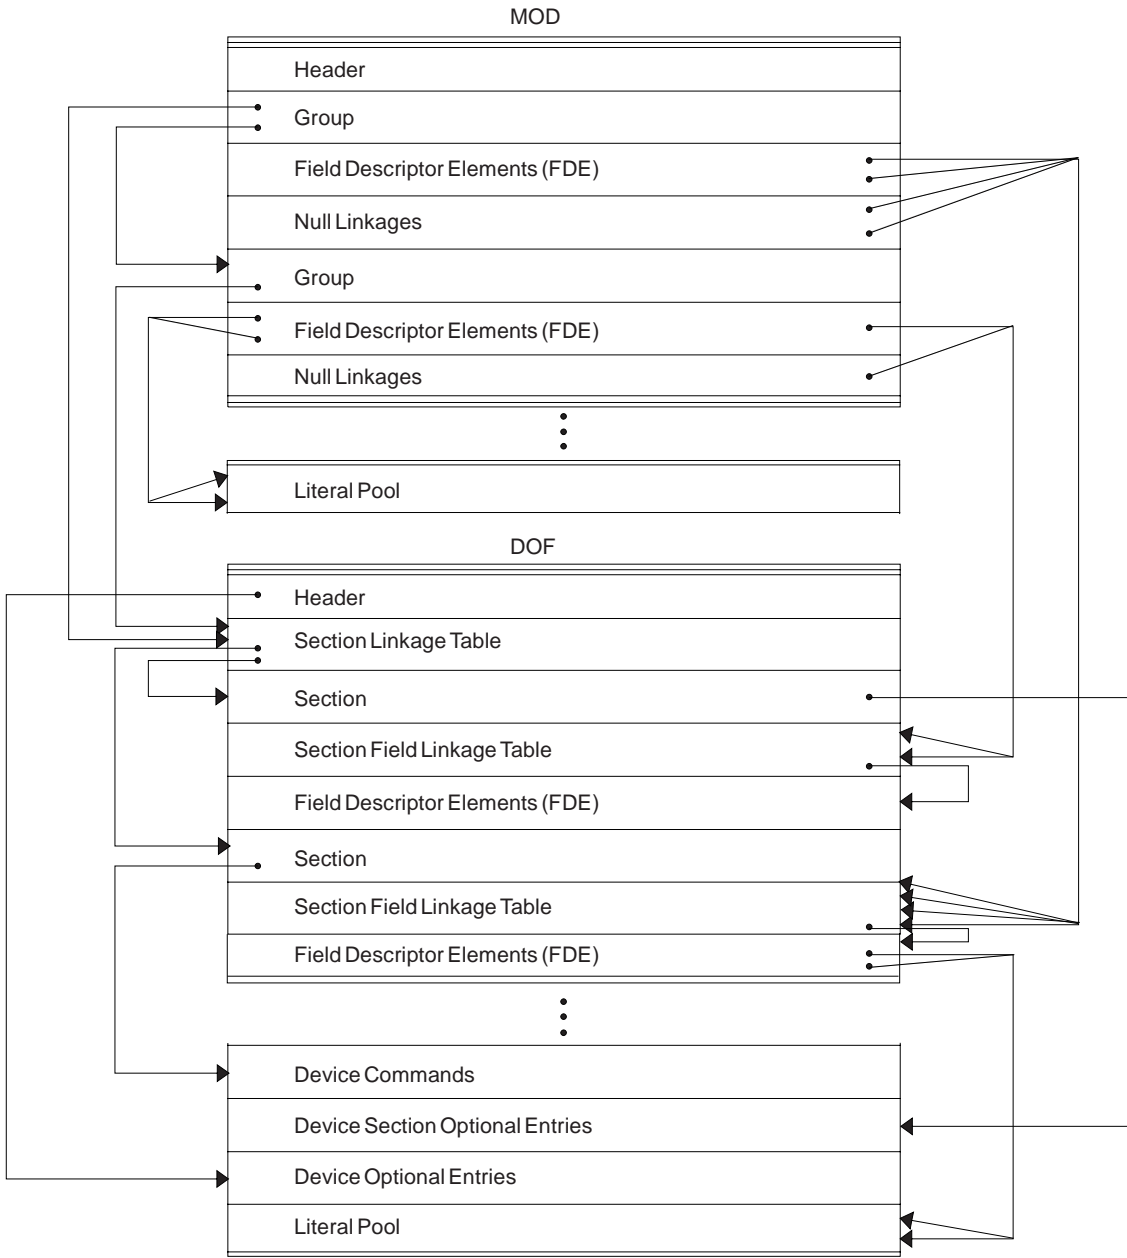 MOD
Header
Group
Field Descriptor Elements (FDE)
Null Linkages
Group
Field Descriptor Elements (FDE)
Null Linkages
Literal Pool
DOF
Header
Section Linkage Table
Section
Section Field Linkage Table
Field Descriptor Elements (FDE)
Section
Section Field Linkage Table
Field Descriptor Elements (FDE)
Device Commands
Device Section Optional Entries
Device Optional Entries
Literal Pool